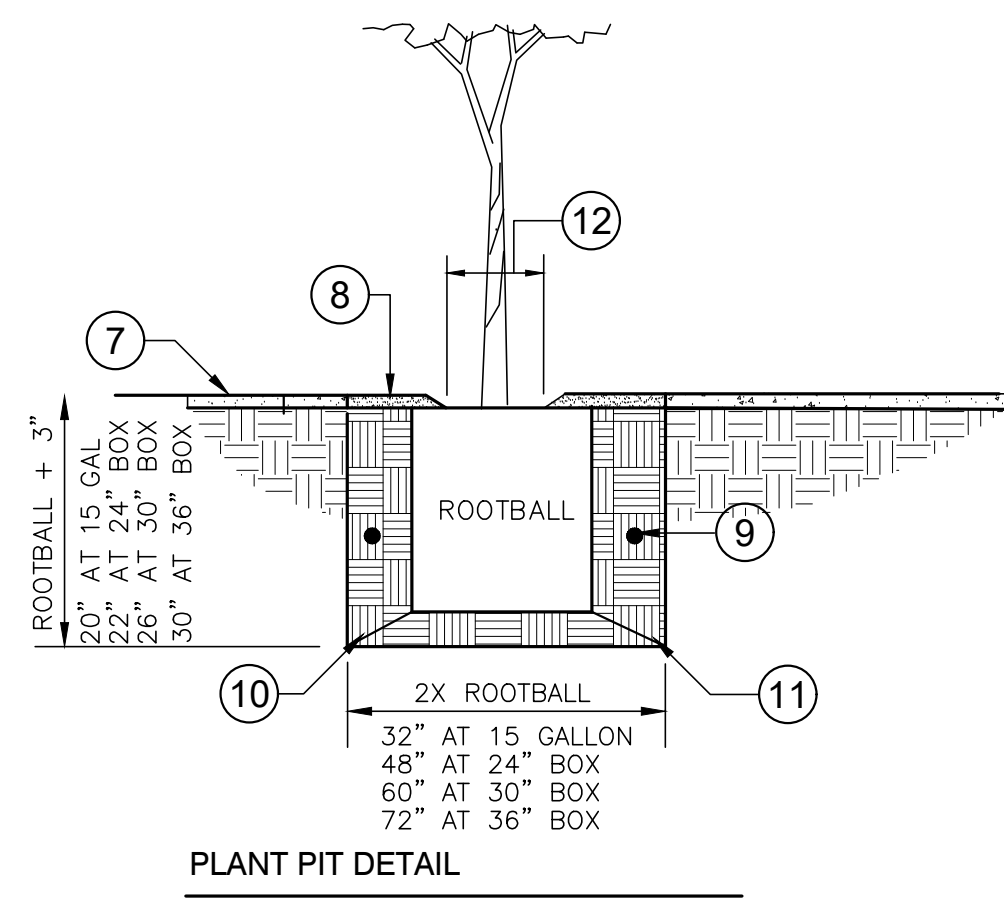 12
8
7
ROOTBALL + 3”
20” AT 15 GAL
22” AT 24” BOX
26” AT 30” BOX
30” AT 36” BOX
ROOTBALL
9
10
11
2X ROOTBALL
32” AT 15 GALLON
48” AT 24” BOX
60” AT 30” BOX
72” AT 36” BOX
PLANT PIT DETAIL